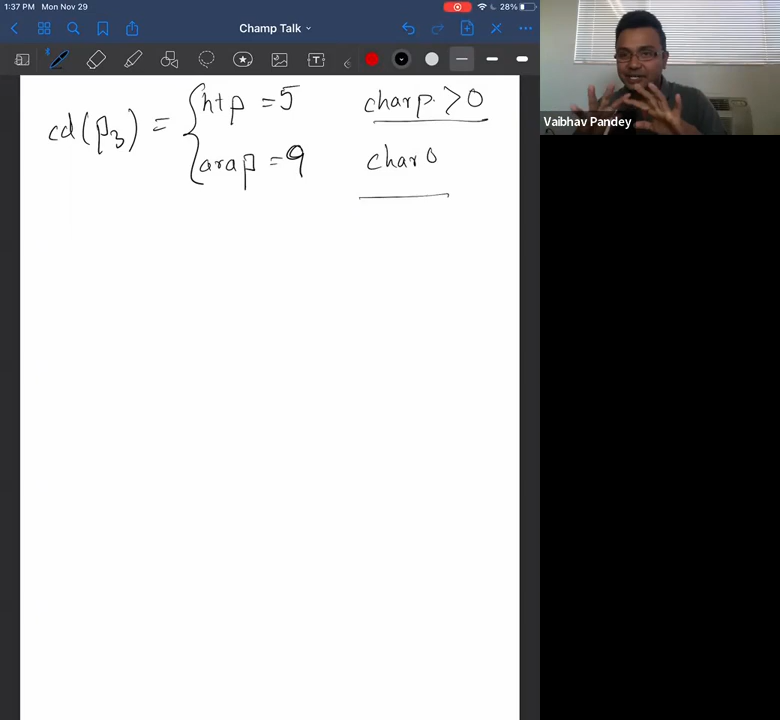 1:37 PM Mon Nov 29
28%
Champ Talk
cd(p₃) = { ht p = 5 char p > 0
ara p = 9 char 0
Vaibhav Pandey